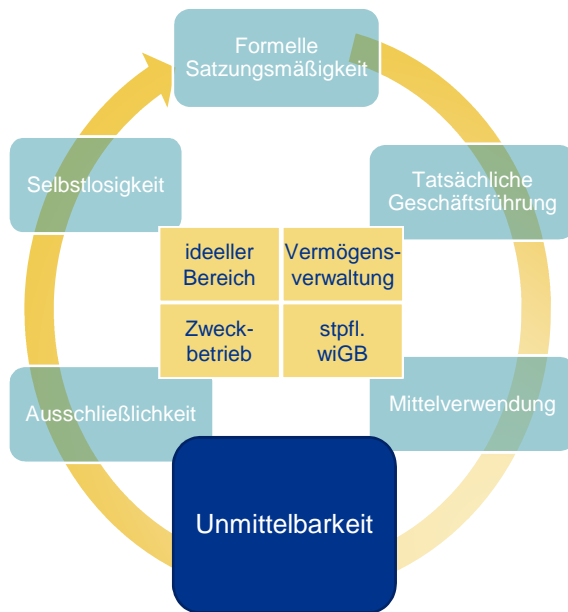 Formelle
Satzungsmäßigkeit
Selbstlosigkeit
Tatsächliche
Geschäftsführung
ideeller
Bereich
Vermögens-
verwaltung
Zweck-
betrieb
stpfl.
wiGB
Ausschließlichkeit
Mittelverwendung
Unmittelbarkeit